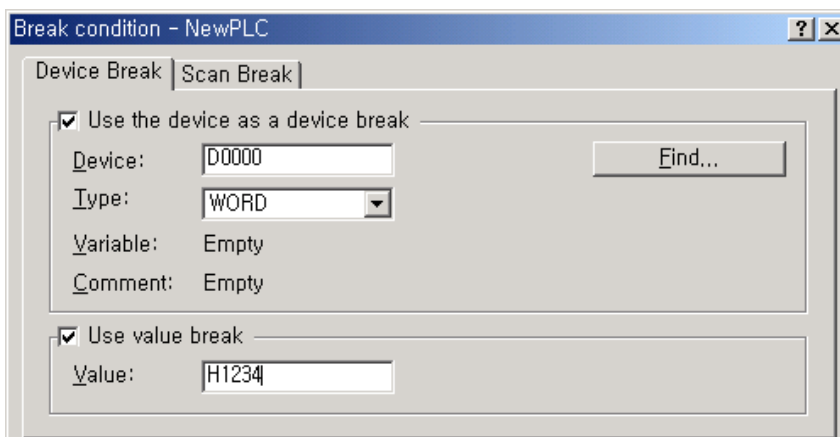 Break condition - NewPLC
Device Break Scan Break
Use the device as a device break
Device: D0000 Find...
Type: WORD
Variable: Empty
Comment: Empty
Use value break
Value: H1234